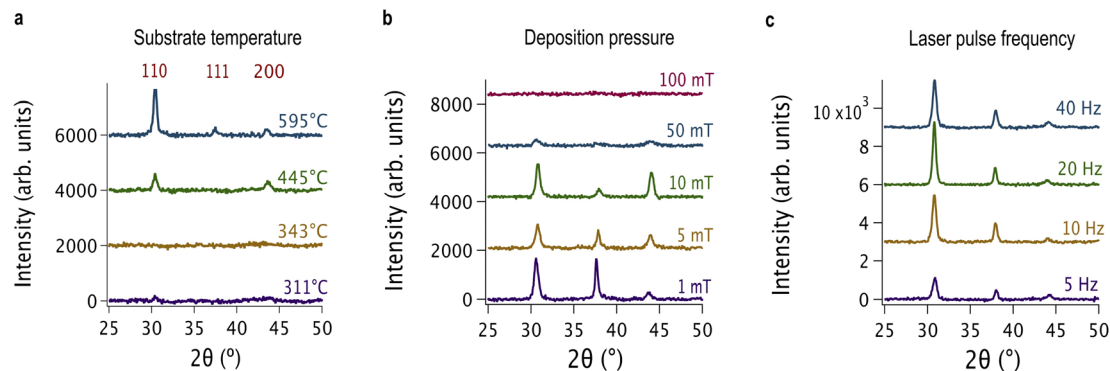 a
Substrate temperature
110 111 200
Intensity (arb. units)
6000
4000
2000
0
595°C
445°C
343°C
311°C
25 30 35 40 45 50
2θ (º)
b
Deposition pressure
Intensity (arb. units)
8000
6000
4000
2000
0
100 mT
50 mT
10 mT
5 mT
1 mT
25 30 35 40 45 50
2θ (°)
c
Laser pulse frequency
Intensity (arb. units)
10 x 10³
8
6
4
2
0
40 Hz
20 Hz
10 Hz
5 Hz
25 30 35 40 45 50
2θ (°)